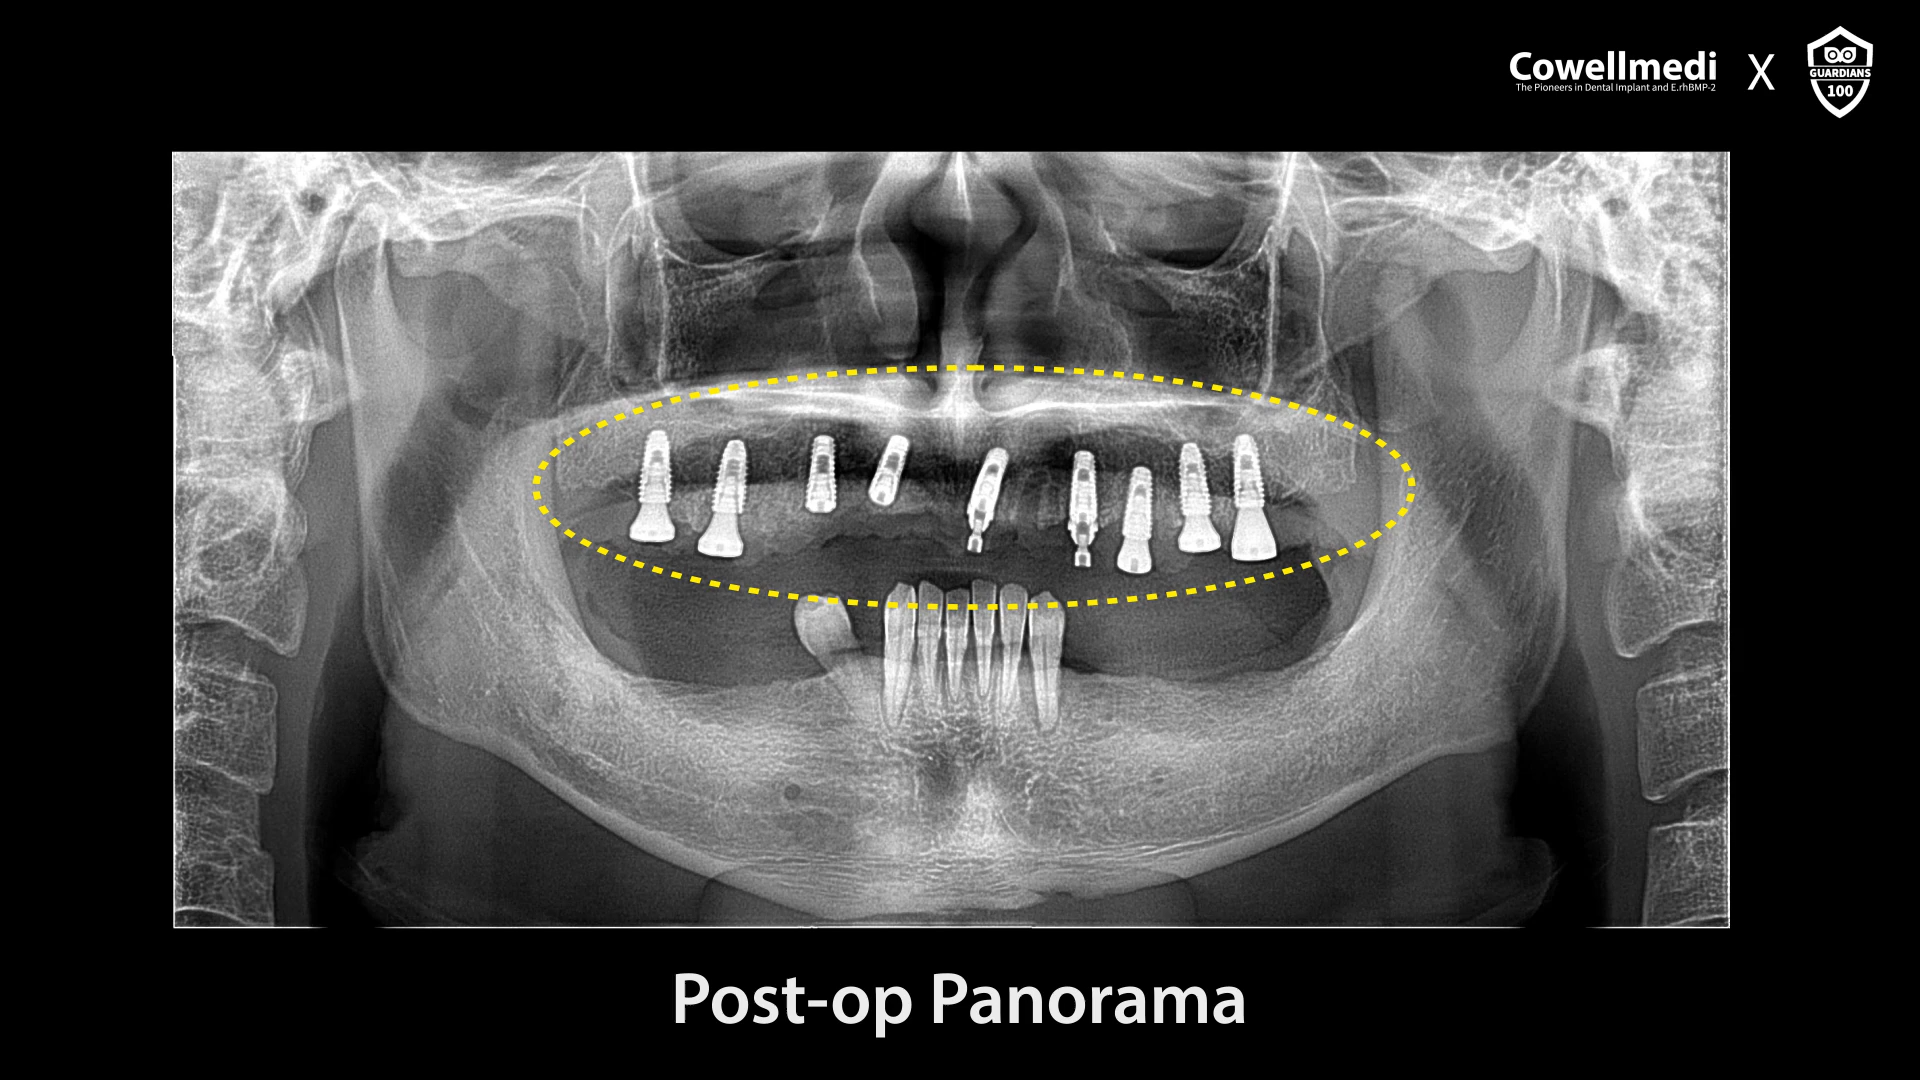 Cowellmedi
The Pioneers in Dental Implant and E.rhBMP-2
X
GUARDIANS
100
Post-op Panorama